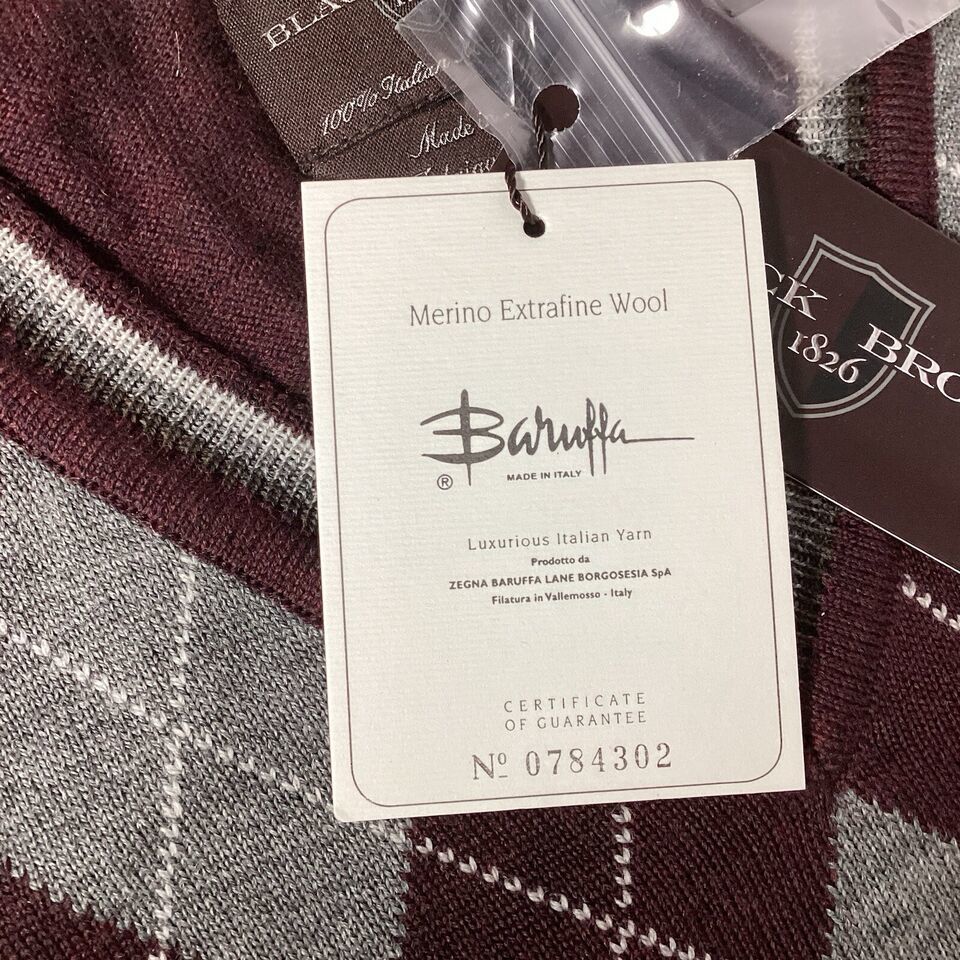 BLACK
100% Italian
Made
Merino Extrafine Wool
Baruffa
® MADE IN ITALY
Luxurious Italian Yarn
Prodotto da
ZEGNA BARUFFA LANE BORGOSESIA SpA
Filatura in Vallemosso - Italy
CERTIFICATE
OF GUARANTEE
Nº 0784302
CK BRO
1826